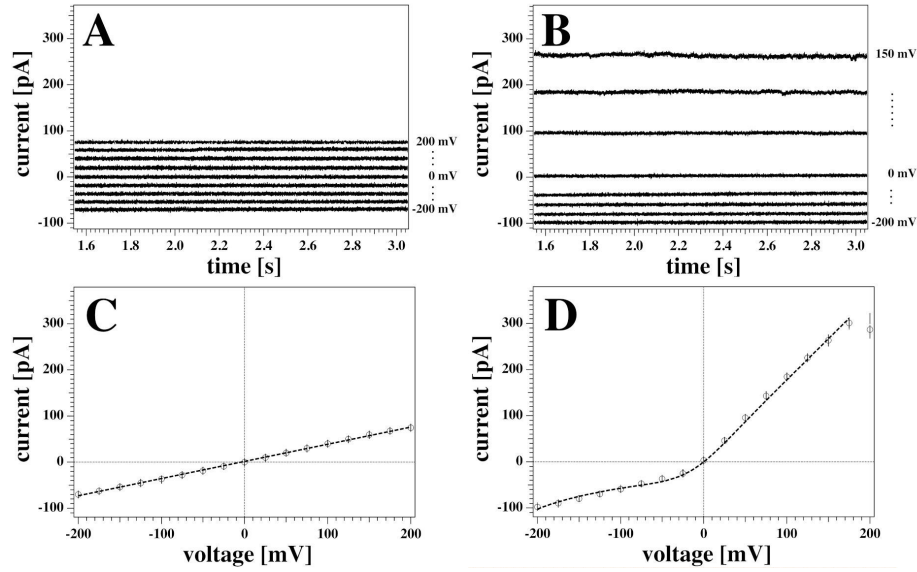 A
current [pA]
300
200
100
0
-100
200 mV
0 mV
-200 mV
1.6 1.8 2.0 2.2 2.4 2.6 2.8 3.0
time [s]
B
current [pA]
300
200
100
0
-100
150 mV
0 mV
-200 mV
1.6 1.8 2.0 2.2 2.4 2.6 2.8 3.0
time [s]
C
current [pA]
300
200
100
0
-100
-200 -100 0 100 200
voltage [mV]
D
current [pA]
300
200
100
0
-100
-200 -100 0 100 200
voltage [mV]